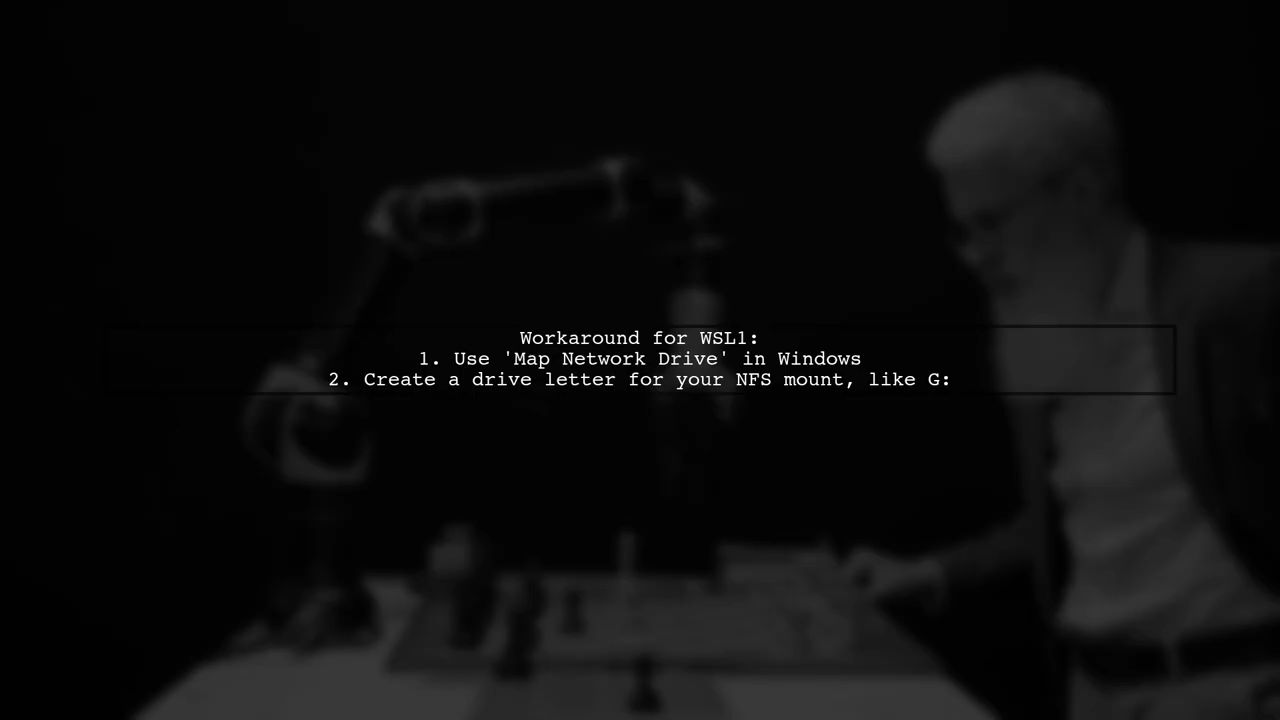 Workaround for WSL1:
1. Use 'Map Network Drive' in Windows
2. Create a drive letter for your NFS mount, like G: